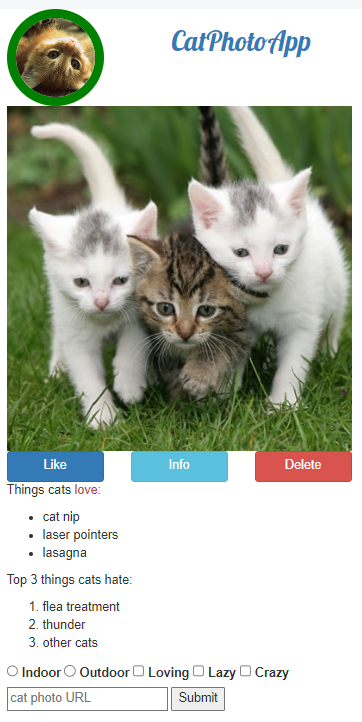 CatPhotoApp
Like Info Delete
Things cats love:
cat nip
laser pointers
lasagna
Top 3 things cats hate:
1. flea treatment
2. thunder
3. other cats
Indoor Outdoor Loving Lazy Crazy
cat photo URL Submit